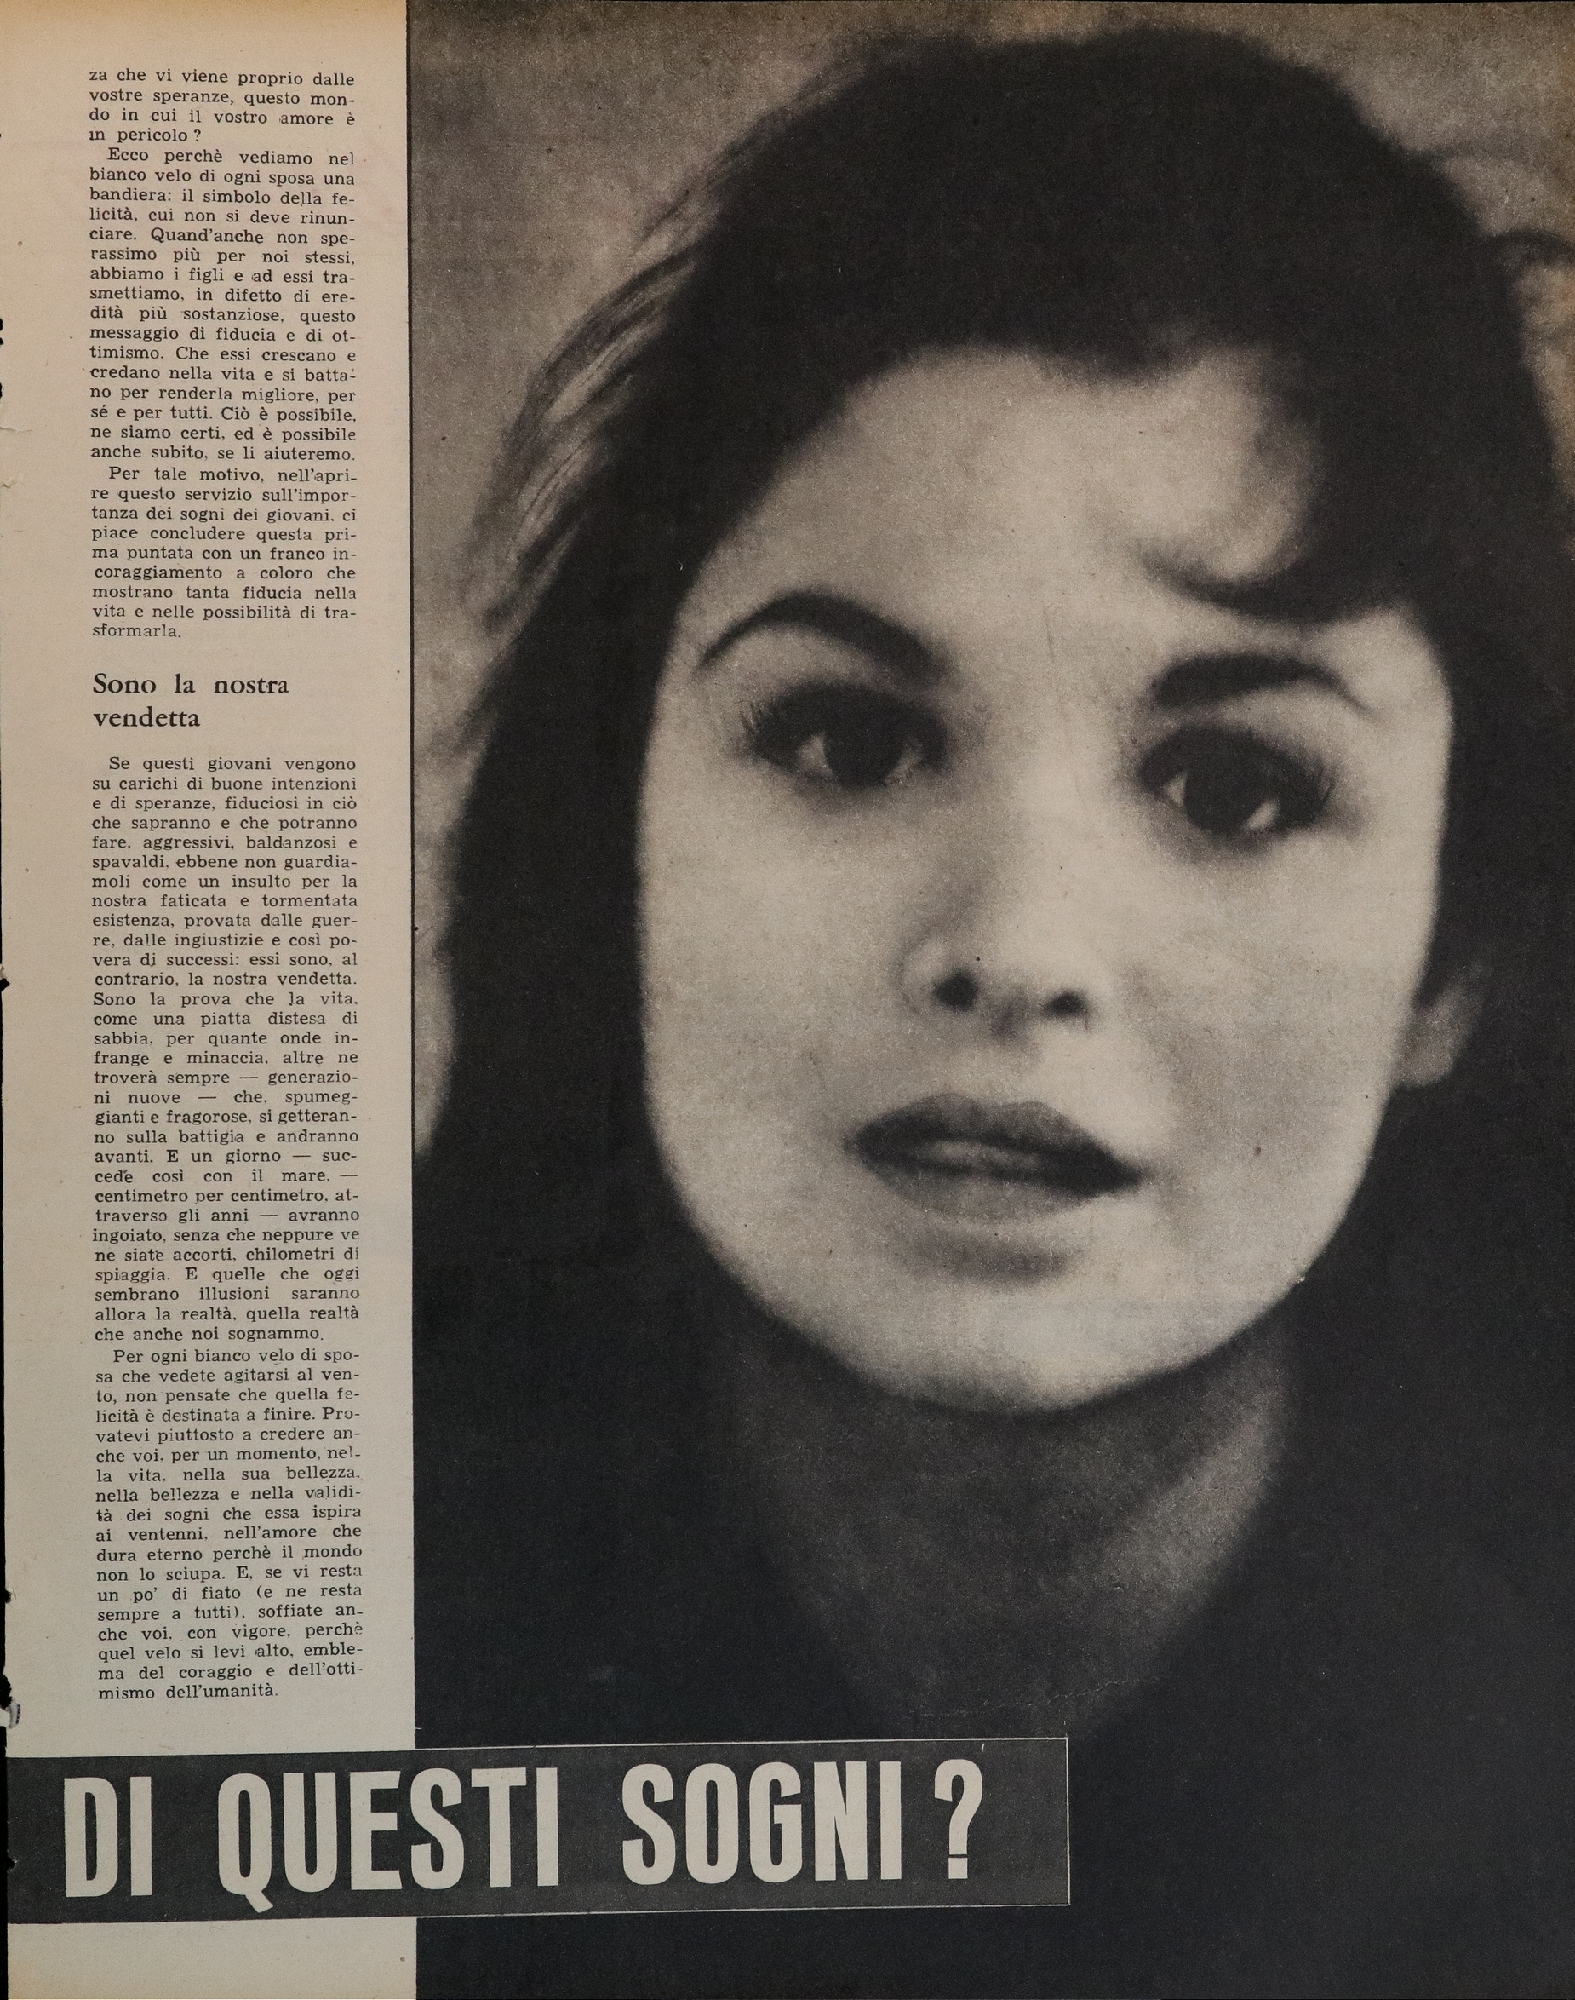 za che vi viene proprio dalle
vostre speranze, questo mon-
do in cui il vostro amore è
in pericolo?
Ecco perchè vediamo nel
bianco velo di ogni sposa una
bandiera: il simbolo della fe-
licità, cui non si deve rinun-
ciare. Quand'anche non spe-
rassimo più per noi stessi,
abbiamo i figli e ad essi tra-
smettiamo, in difetto di ere-
dità più sostanziose, questo
messaggio di fiducia e di ot-
timismo. Che essi crescano e
credano nella vita e si batta-
no per renderla migliore, per
sé e per tutti. Ciò è possibile,
ne siamo certi, ed è possibile
anche subito, se li aiuteremo.
Per tale motivo, nell'apri-
re questo servizio sull'impor-
tanza dei sogni dei giovani, ci
piace concludere questa pri-
ma puntata con un franco in-
coraggiamento a coloro che
mostrano tanta fiducia nella
vita e nelle possibilità di tra-
sformarla.
Sono la nostra
vendetta
Se questi giovani vengono
su carichi di buone intenzioni
e di speranze, fiduciosi in ciò
che sapranno e che potranno
fare, aggressivi, baldanzosi e
spavaldi, ebbene non guardia-
moli come un insulto per la
nostra faticata e tormentata
esistenza, provata dalle guer-
re, dalle ingiustizie e così po-
vera di successi: essi sono, al
contrario, la nostra vendetta.
Sono la prova che la vita,
come una piatta distesa di
sabbia, per quante onde in-
frange e minaccia, altre ne
troverà sempre — generazio-
ni nuove — che, spumeg-
gianti e fragorose, si getteran-
no sulla battigia e andranno
avanti. E un giorno — suc-
cede così con il mare, —
centimetro per centimetro, at-
traverso gli anni — avranno
ingoiato, senza che neppure ve
ne siate accorti, chilometri di
spiaggia. E quelle che oggi
sembrano illusioni saranno
allora la realtà, quella realtà
che anche noi sognammo.
Per ogni bianco velo di spo-
sa che vedete agitarsi al ven-
to, non pensate che quella fe-
licità è destinata a finire. Pro-
vatevi piuttosto a credere an-
che voi, per un momento, nel-
la vita, nella sua bellezza,
nella bellezza e nella validi-
tà dei sogni che essa ispira
ai ventenni, nell'amore che
dura eterno perchè il mondo
non lo sciupa. E, se vi resta
un po' di fiato (e ne resta
sempre a tutti), soffiate an-
che voi, con vigore, perchè
quel velo si levi alto, emble-
ma del coraggio e dell'otti-
mismo dell'umanità.
DI QUESTI SOGNI?